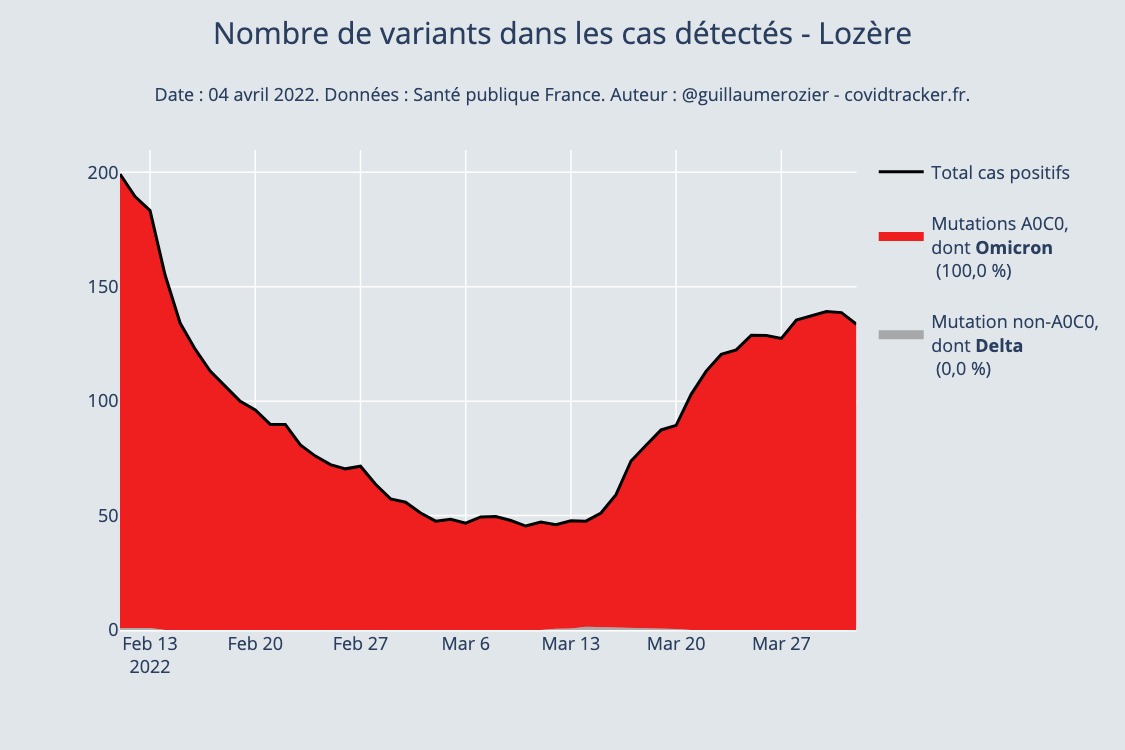 Nombre de variants dans les cas détectés - Lozère
Date : 04 avril 2022. Données : Santé publique France. Auteur : @guillaumerozier - covidtracker.fr.
200
150
100
50
0
Feb 13
2022
Feb 20
Feb 27
Mar 6
Mar 13
Mar 20
Mar 27
Total cas positifs
Mutations A0C0,
dont Omicron
(100,0 %)
Mutation non-A0C0,
dont Delta
(0,0 %)